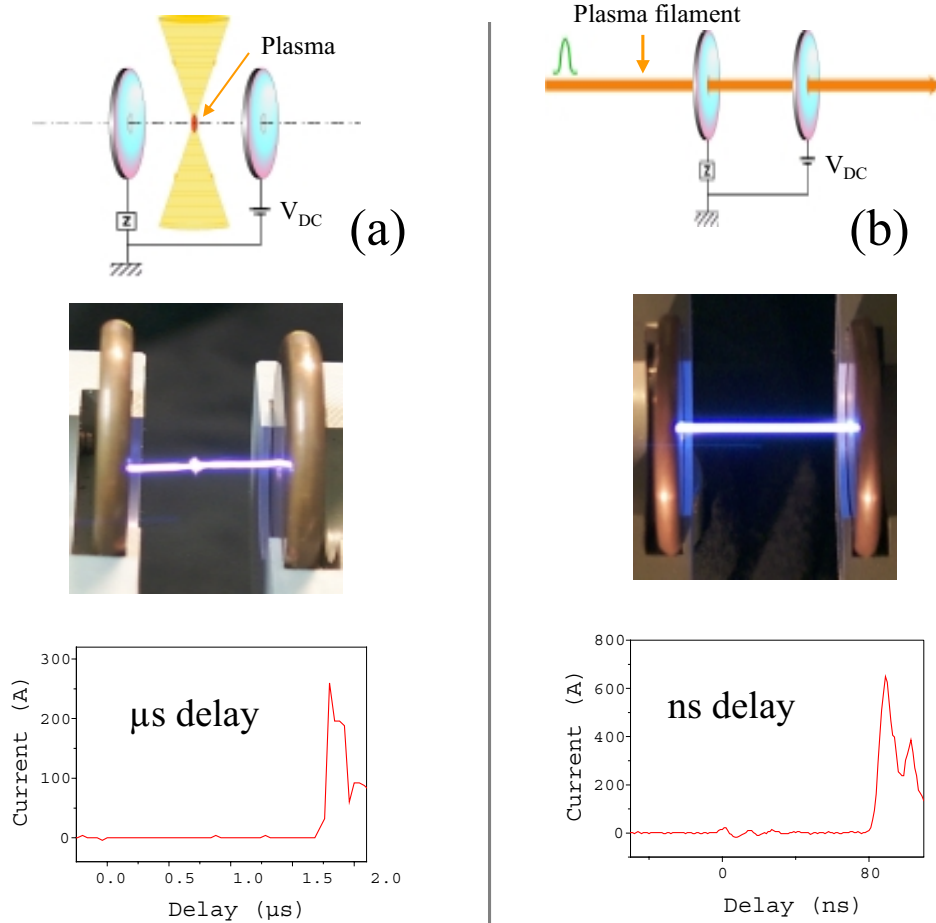 Plasma
Z
V_DC
(a)
Plasma filament
Z
V_DC
(b)
300
200
100
0
Current (A)
µs delay
0.0 0.5 1.0 1.5 2.0
Delay (µs)
800
600
400
200
0
Current (A)
ns delay
0 80
Delay (ns)